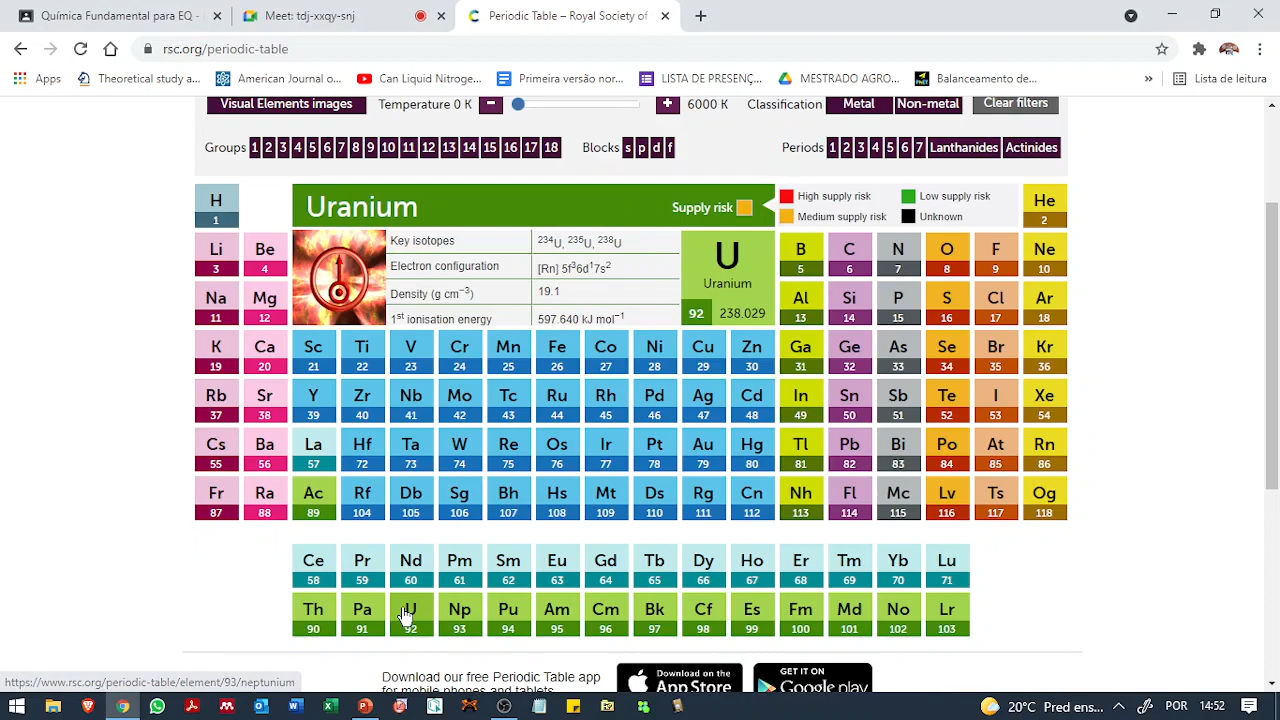 Química Fundamental para EQ -
Meet: tdj-xxqy-snj
Periodic Table – Royal Society of
rsc.org/periodic-table
Apps
Theoretical study a...
American Journal o...
Can Liquid Nitroge...
Primeira versão nor...
LISTA DE PRESENÇ...
MESTRADO AGRO...
Balanceamento de...
»
Lista de leitura
Visual Elements images
Temperature 0 K
-
+
6000 K
Classification
Metal
Non-metal
Clear filters
Groups 1 2 3 4 5 6 7 8 9 10 11 12 13 14 15 16 17 18
Blocks s p d f
Periods 1 2 3 4 5 6 7 Lanthanides Actinides
Uranium
Supply risk
High supply risk
Low supply risk
Medium supply risk
Unknown
Key isotopes
²³⁴U, ²³⁵U, ²³⁸U
Electron configuration
[Rn] 5f³6d¹7s²
Density (g cm⁻³)
19.1
1ˢᵗ ionisation energy
597.640 kJ mol⁻¹
U
Uranium
92 238.029
H He
1 2
Li Be B C N O F Ne
3 4 5 6 7 8 9 10
Na Mg Al Si P S Cl Ar
11 12 13 14 15 16 17 18
K Ca Sc Ti V Cr Mn Fe Co Ni Cu Zn Ga Ge As Se Br Kr
19 20 21 22 23 24 25 26 27 28 29 30 31 32 33 34 35 36
Rb Sr Y Zr Nb Mo Tc Ru Rh Pd Ag Cd In Sn Sb Te I Xe
37 38 39 40 41 42 43 44 45 46 47 48 49 50 51 52 53 54
Cs Ba La Hf Ta W Re Os Ir Pt Au Hg Tl Pb Bi Po At Rn
55 56 57 72 73 74 75 76 77 78 79 80 81 82 83 84 85 86
Fr Ra Ac Rf Db Sg Bh Hs Mt Ds Rg Cn Nh Fl Mc Lv Ts Og
87 88 89 104 105 106 107 108 109 110 111 112 113 114 115 116 117 118
Ce Pr Nd Pm Sm Eu Gd Tb Dy Ho Er Tm Yb Lu
58 59 60 61 62 63 64 65 66 67 68 69 70 71
Th Pa U Np Pu Am Cm Bk Cf Es Fm Md No Lr
90 91 92 93 94 95 96 97 98 99 100 101 102 103
https://www.rsc.org/periodic-table/element/93/neptunium
Download our free Periodic Table app
for mobile phones and tablets.
Download on the
App Store
GET IT ON
Google play
20°C Pred ens...
POR
14:52